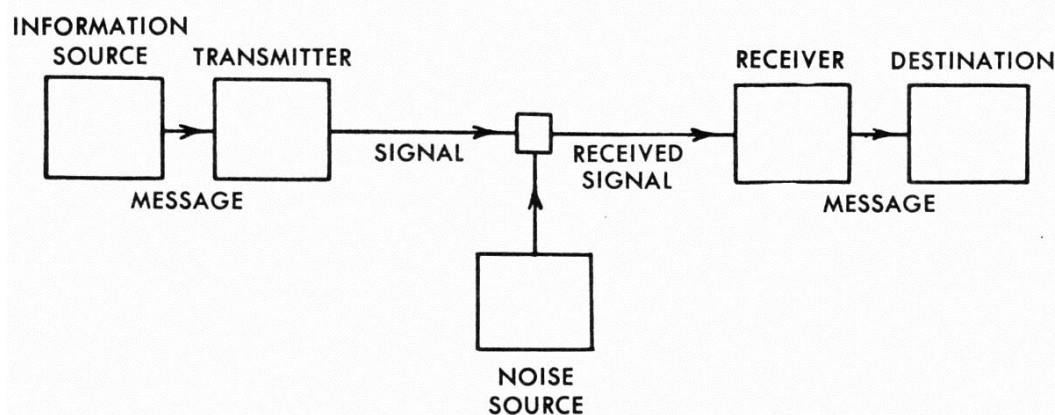 INFORMATION
SOURCE
TRANSMITTER
RECEIVER
DESTINATION
SIGNAL
RECEIVED
SIGNAL
MESSAGE
MESSAGE
NOISE
SOURCE